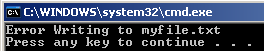 C:\WINDOWS\system32\cmd.exe
Error Writing to myfile.txt
Press any key to continue . . .